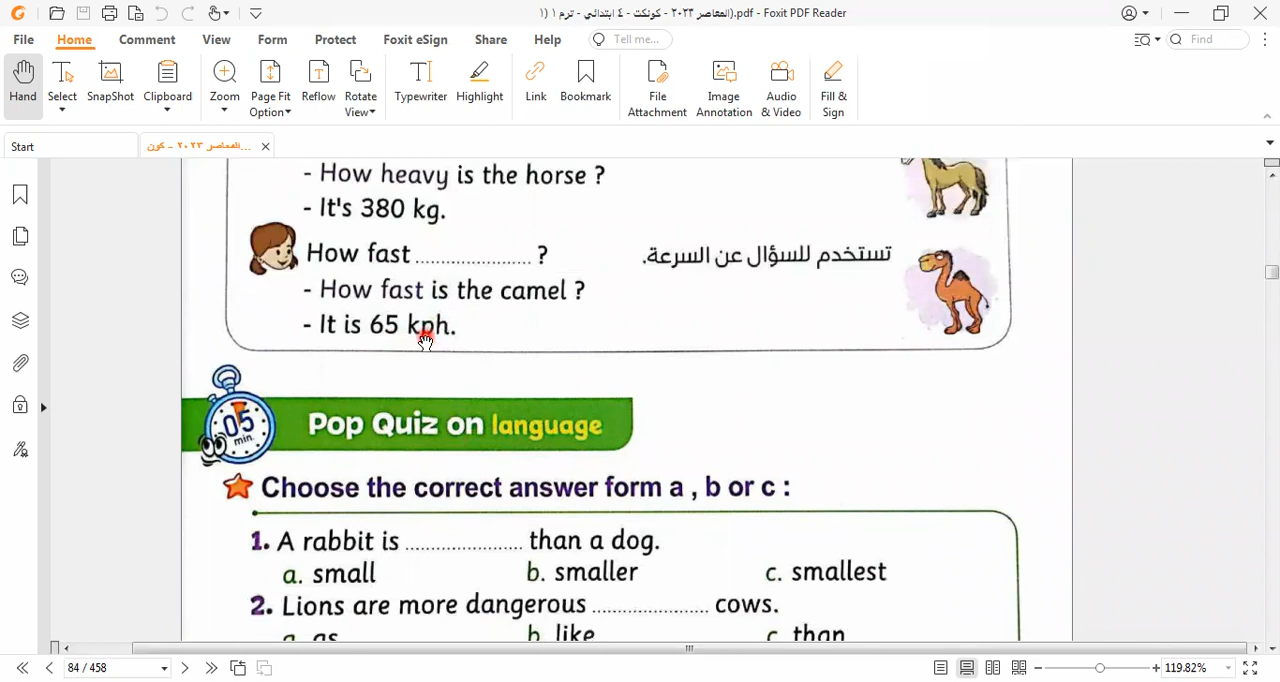 (المعاصر ٢٠٢٣ - كونكت - ٤ ابتدائي - ترم ١ (١.pdf - Foxit PDF Reader
File Home Comment View Form Protect Foxit eSign Share Help Tell me... Find
Hand Select SnapShot Clipboard Zoom Page Fit Option Reflow Rotate View Typewriter Highlight Link Bookmark File Attachment Image Annotation Audio & Video Fill & Sign
Start المعاصر ٢٠٢٣ - كون...
- How heavy is the horse ?
- It's 380 kg.
How fast .................... ? تستخدم للسؤال عن السرعة.
- How fast is the camel ?
- It is 65 kph.
05 min.
Pop Quiz on language
Choose the correct answer form a , b or c :
1. A rabbit is .................... than a dog.
a. small b. smaller c. smallest
2. Lions are more dangerous .................... cows.
a. as b. like c. than
84 / 458 119.82%